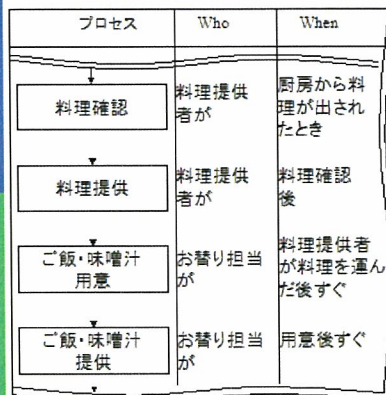 プロセス Who When
料理確認
料理提供
者が
厨房から料
理が出され
たとき
料理提供
料理提供
者が
料理確認
後
ご飯・味噌汁
用意
お替り担当
が
料理提供者
が料理を運ん
だ後すぐ
ご飯・味噌汁
提供
お替り担当
が
用意後すぐ